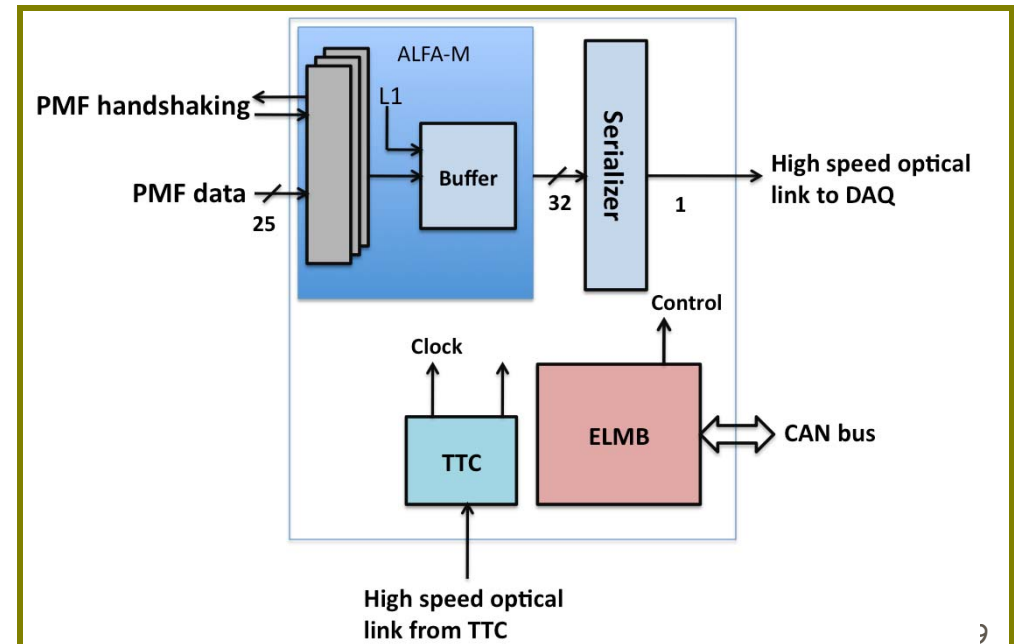 ALFA-M
L1
PMF handshaking
PMF data
25
Buffer
32
Serializer
1
High speed optical
link to DAQ
Control
Clock
TTC
ELMB
CAN bus
High speed optical
link from TTC